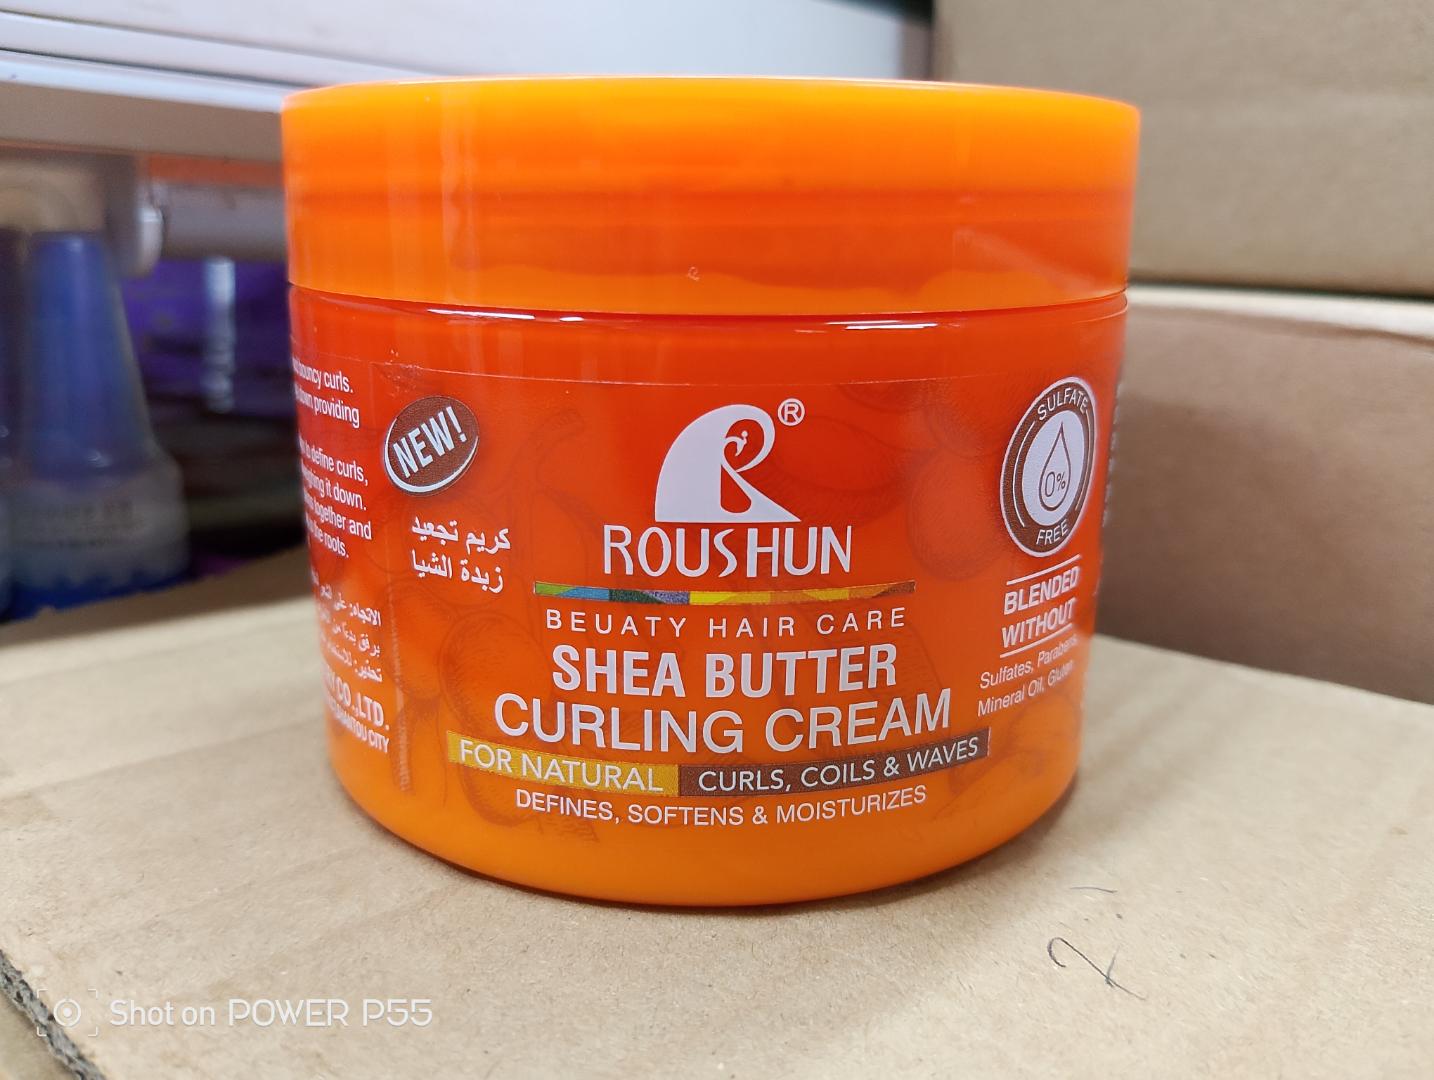 bouncy curls.
providing
to define curls,
it down.
together and
roots.
CO.,LTD.
CITY
NEW!
كريم تجعيد
زبدة الشيا
®
ROUSHUN
BEUATY HAIR CARE
SHEA BUTTER
CURLING CREAM
FOR NATURAL CURLS, COILS & WAVES
DEFINES, SOFTENS & MOISTURIZES
SULFATE
0%
FREE
BLENDED
WITHOUT
Sulfates, Parabens,
Mineral Oil, Gluten
Shot on POWER P55